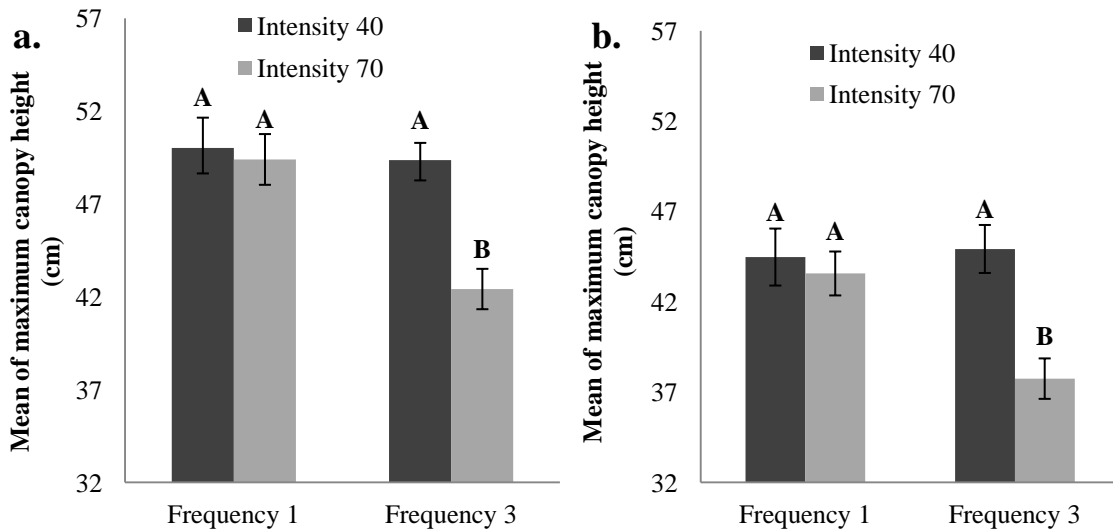 a.
Mean of maximum canopy height
(cm)
57
52
47
42
37
32
Intensity 40
Intensity 70
A
A
A
B
Frequency 1
Frequency 3
b.
Mean of maximum canopy height
(cm)
57
52
47
42
37
32
Intensity 40
Intensity 70
A
A
A
B
Frequency 1
Frequency 3